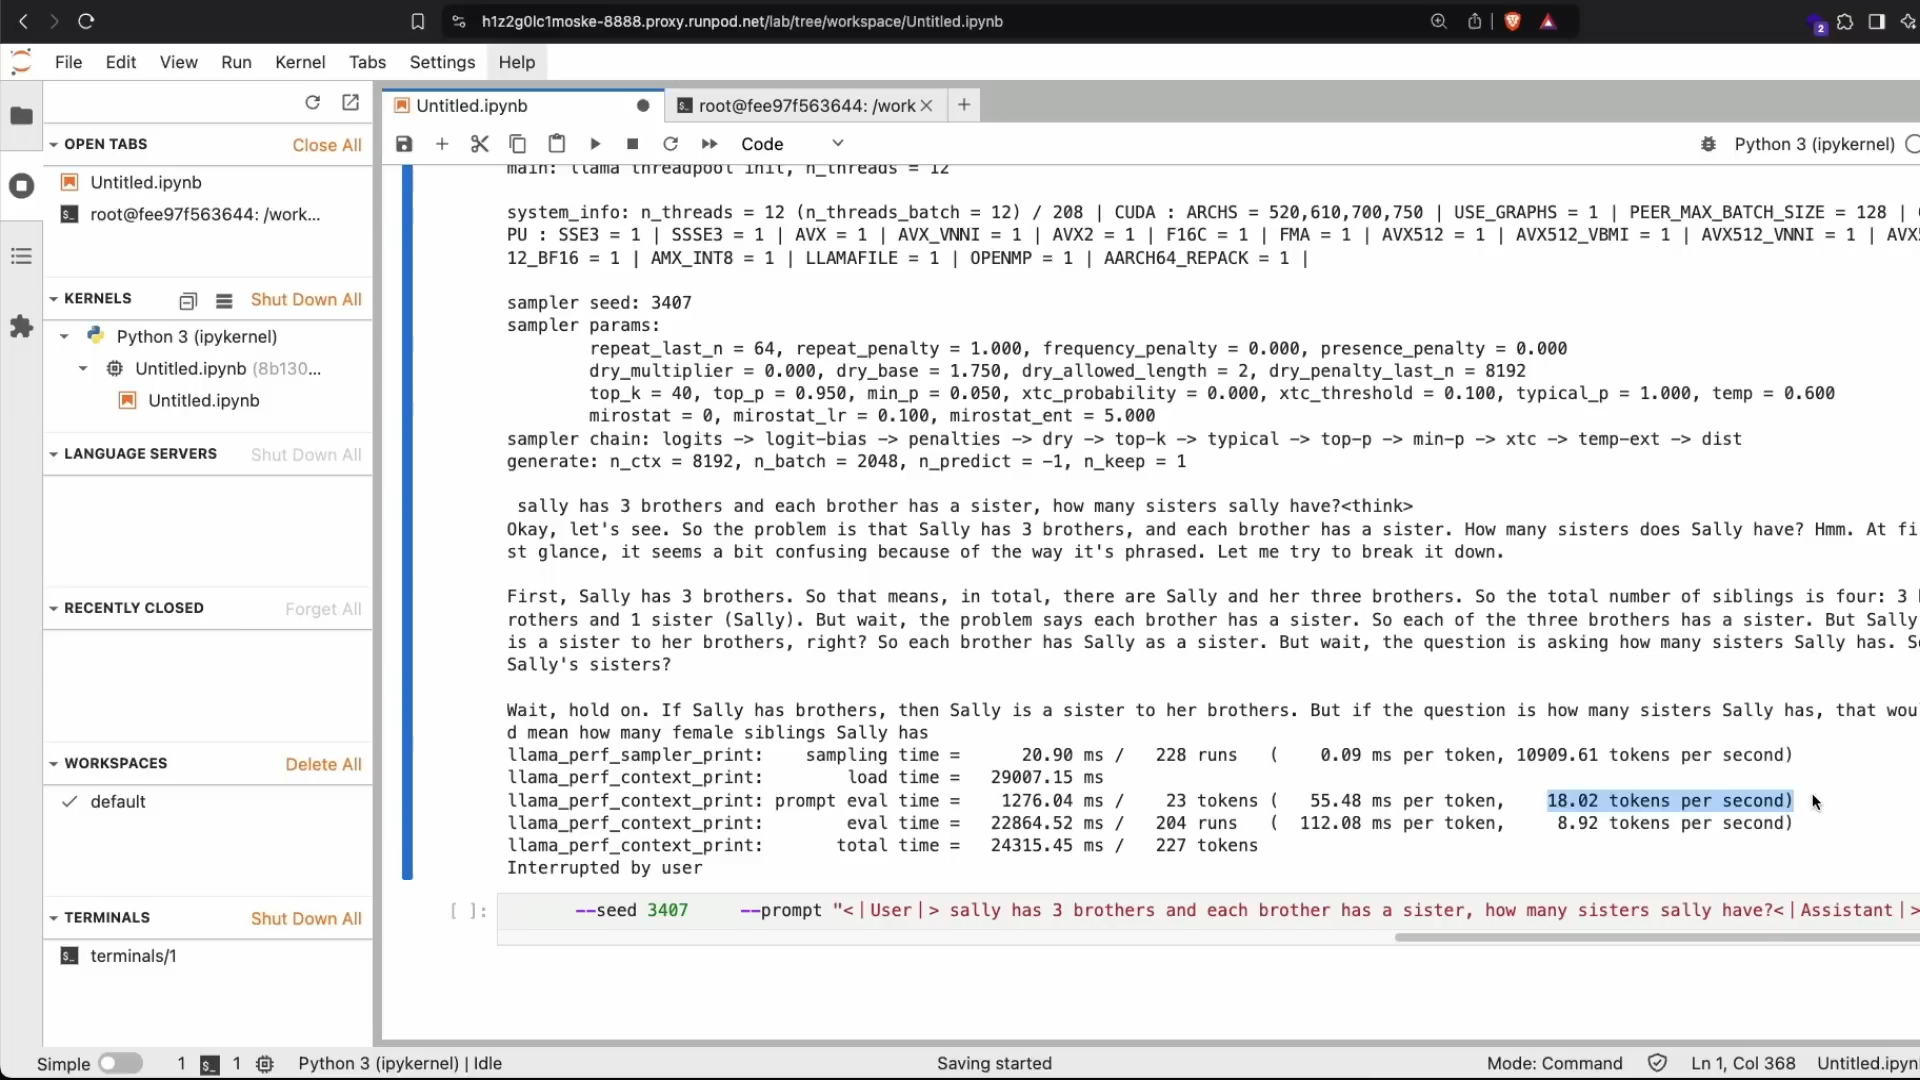 h1z2g0lc1moske-8888.proxy.runpod.net/lab/tree/workspace/Untitled.ipynb
2
File Edit View Run Kernel Tabs Settings Help
Untitled.ipynb
root@fee97f563644: /work
OPEN TABS Close All
Code
Python 3 (ipykernel)
Untitled.ipynb
root@fee97f563644: /work...
KERNELS Shut Down All
Python 3 (ipykernel)
Untitled.ipynb (8b130...
Untitled.ipynb
LANGUAGE SERVERS Shut Down All
RECENTLY CLOSED Forget All
WORKSPACES Delete All
default
TERMINALS Shut Down All
terminals/1
main: llama threadpool init, n_threads = 12
system_info: n_threads = 12 (n_threads_batch = 12) / 208 | CUDA : ARCHS = 520,610,700,750 | USE_GRAPHS = 1 | PEER_MAX_BATCH_SIZE = 128 |
PU : SSE3 = 1 | SSSE3 = 1 | AVX = 1 | AVX_VNNI = 1 | AVX2 = 1 | F16C = 1 | FMA = 1 | AVX512 = 1 | AVX512_VBMI = 1 | AVX512_VNNI = 1 |
12_BF16 = 1 | AMX_INT8 = 1 | LLAMAFILE = 1 | OPENMP = 1 | AARCH64_REPACK = 1 |
sampler seed: 3407
sampler params:
repeat_last_n = 64, repeat_penalty = 1.000, frequency_penalty = 0.000, presence_penalty = 0.000
dry_multiplier = 0.000, dry_base = 1.750, dry_allowed_length = 2, dry_penalty_last_n = 8192
top_k = 40, top_p = 0.950, min_p = 0.050, xtc_probability = 0.000, xtc_threshold = 0.100, typical_p = 1.000, temp = 0.600
mirostat = 0, mirostat_lr = 0.100, mirostat_ent = 5.000
sampler chain: logits -> logit-bias -> penalties -> dry -> top-k -> typical -> top-p -> min-p -> xtc -> temp-ext -> dist
generate: n_ctx = 8192, n_batch = 2048, n_predict = -1, n_keep = 1
sally has 3 brothers and each brother has a sister, how many sisters sally have?<think>
Okay, let's see. So the problem is that Sally has 3 brothers, and each brother has a sister. How many sisters does Sally have? Hmm. At fi
st glance, it seems a bit confusing because of the way it's phrased. Let me try to break it down.
First, Sally has 3 brothers. So that means, in total, there are Sally and her three brothers. So the total number of siblings is four: 3
rothers and 1 sister (Sally). But wait, the problem says each brother has a sister. So each of the three brothers has a sister. But Sally
is a sister to her brothers, right? So each brother has Sally as a sister. But wait, the question is asking how many sisters Sally has.
Sally's sisters?
Wait, hold on. If Sally has brothers, then Sally is a sister to her brothers. But if the question is how many sisters Sally has, that wou
d mean how many female siblings Sally has
llama_perf_sampler_print: sampling time = 20.90 ms / 228 runs ( 0.09 ms per token, 10909.61 tokens per second)
llama_perf_context_print: load time = 29007.15 ms
llama_perf_context_print: prompt eval time = 1276.04 ms / 23 tokens ( 55.48 ms per token, 18.02 tokens per second)
llama_perf_context_print: eval time = 22864.52 ms / 204 runs ( 112.08 ms per token, 8.92 tokens per second)
llama_perf_context_print: total time = 24315.45 ms / 227 tokens
Interrupted by user
[ ]: --seed 3407 --prompt "<｜User｜> sally has 3 brothers and each brother has a sister, how many sisters sally have?<｜Assistant｜>
Simple 1 1 Python 3 (ipykernel) | Idle
Saving started
Mode: Command Ln 1, Col 368 Untitled.ipyn